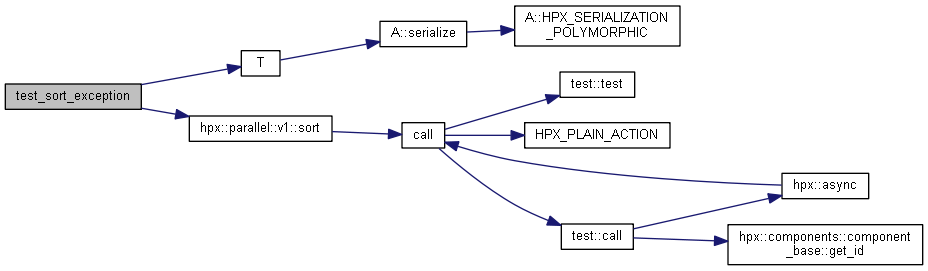 test_sort_exception
T
A::serialize
A::HPX_SERIALIZATION
_POLYMORPHIC
hpx::parallel::v1::sort
call
test::test
HPX_PLAIN_ACTION
test::call
hpx::async
hpx::components::component
_base::get_id